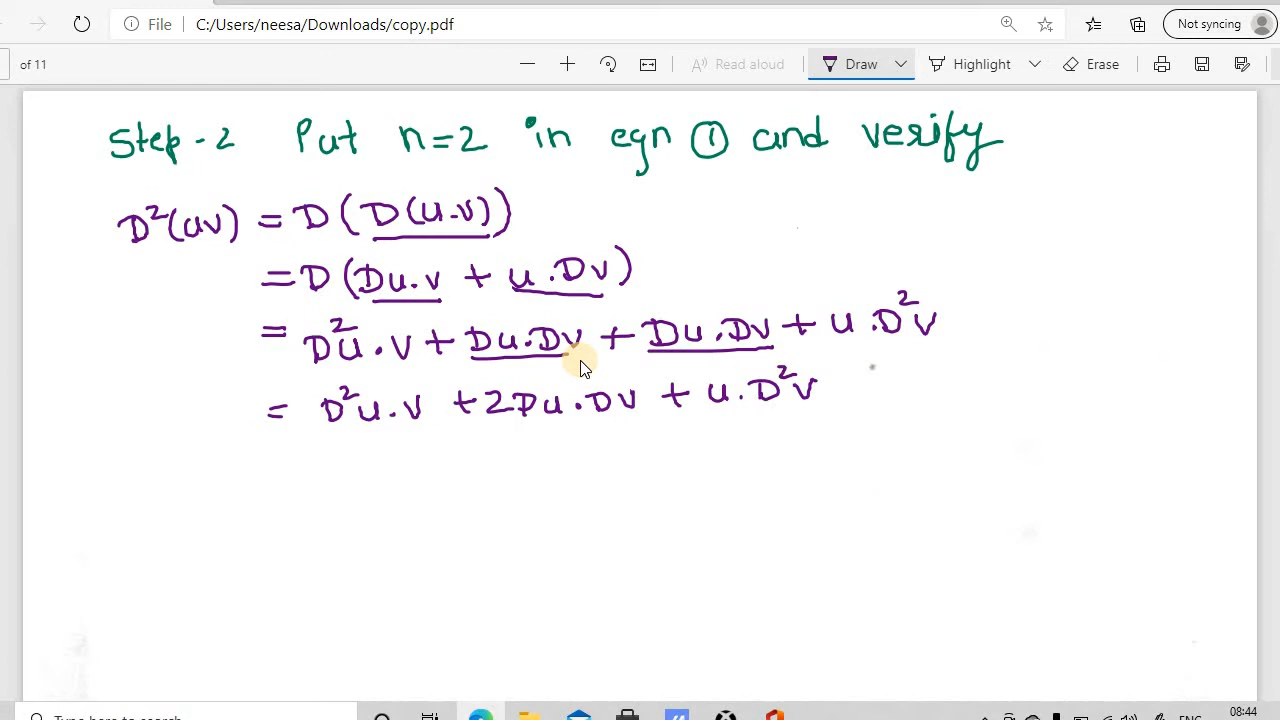 File C:/Users/neesa/Downloads/copy.pdf Not syncing
of 11 Read aloud Draw Highlight Erase
Step-2 Put n=2 in eqn ① and verify
D²(uv) = D(D(u.v))
= D(Du.v + u.Dv)
= D²u.v + Du.Dv + Du.Dv + u.D²v
= D²u.v + 2Du.Dv + u.D²v
08:44